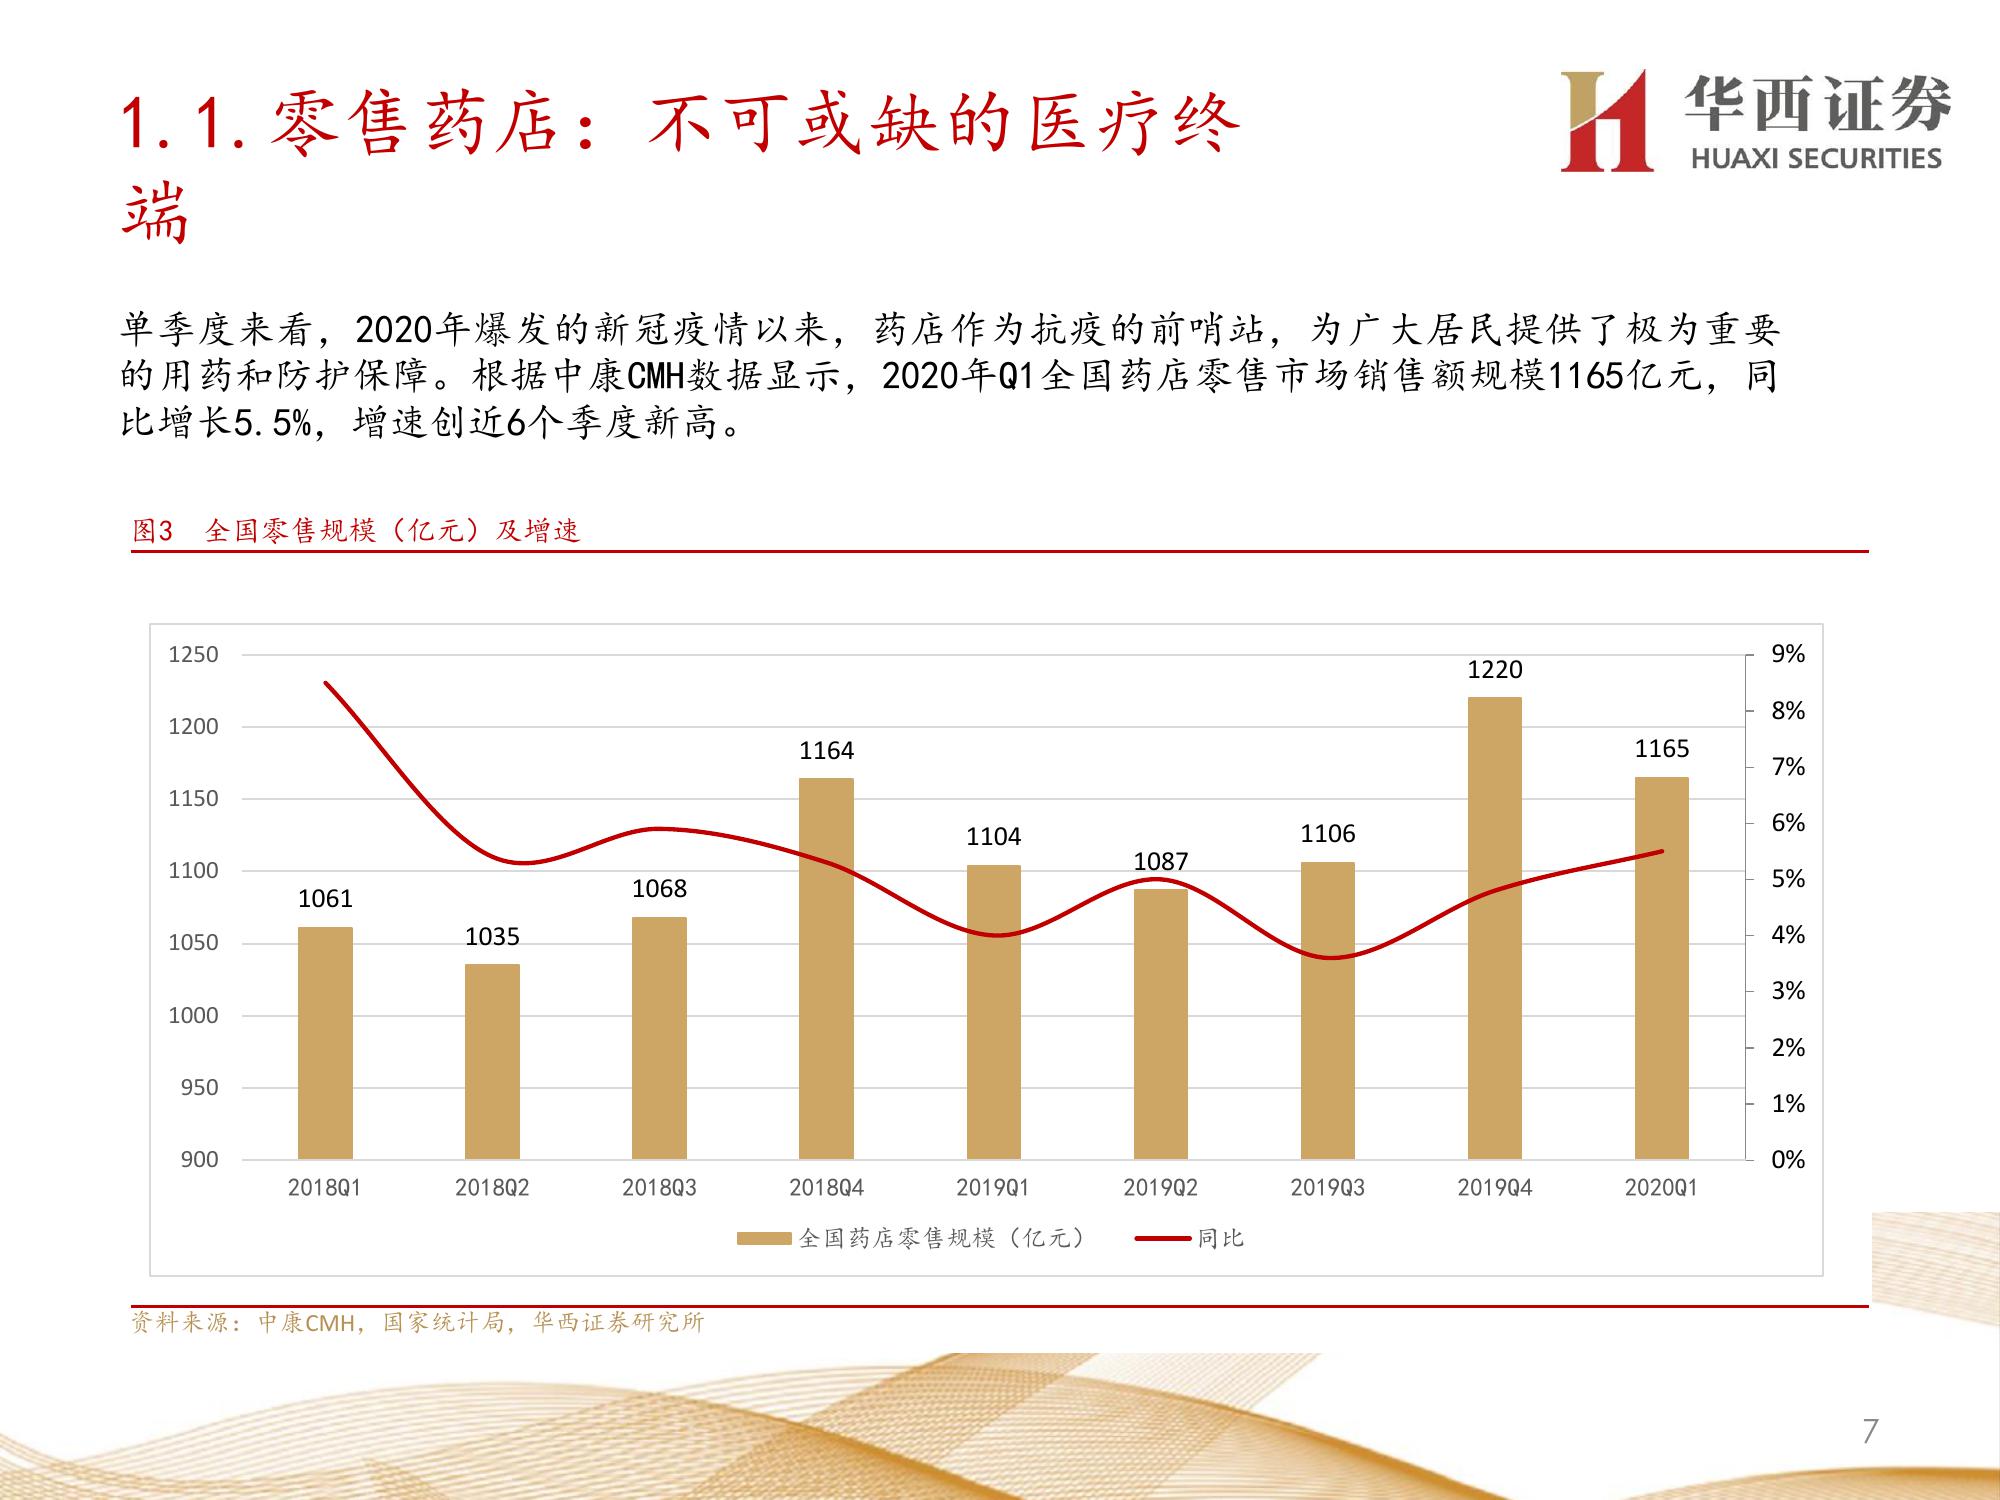 1.1.零售药店：不可或缺的医疗终
端
华西证券
HUAXI SECURITIES
单季度来看，2020年爆发的新冠疫情以来，药店作为抗疫的前哨站，为广大居民提供了极为重要
的用药和防护保障。根据中康CMH数据显示，2020年Q1全国药店零售市场销售额规模1165亿元，同
比增长5.5%，增速创近6个季度新高。
图3 全国零售规模（亿元）及增速
1250
1200
1150
1100
1050
1000
950
900
9%
8%
7%
6%
5%
4%
3%
2%
1%
0%
1061
1035
1068
1164
1104
1087
1106
1220
1165
2018Q1
2018Q2
2018Q3
2018Q4
2019Q1
2019Q2
2019Q3
2019Q4
2020Q1
全国药店零售规模（亿元）
同比
资料来源：中康CMH，国家统计局，华西证券研究所
7